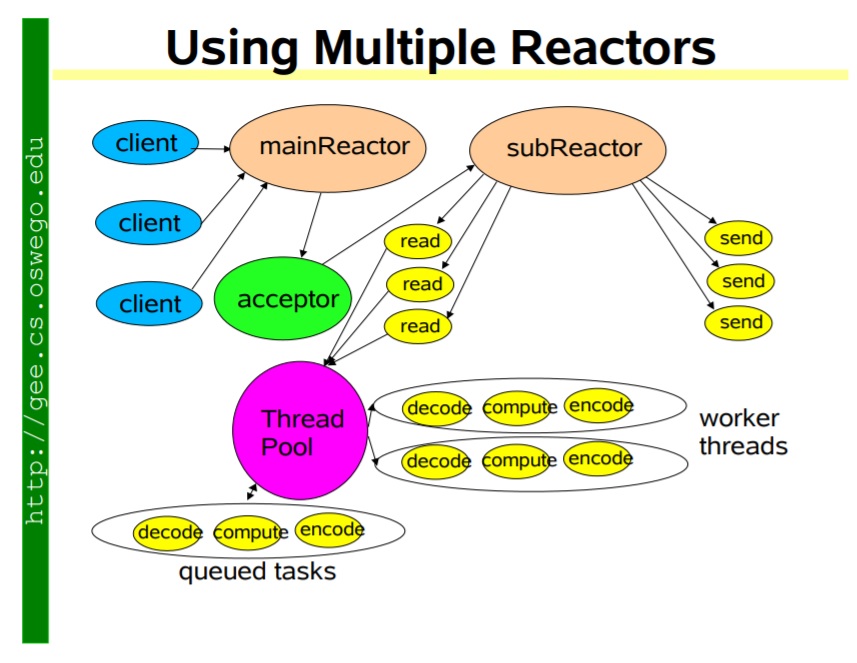 Using Multiple Reactors
http://gee.cs.oswego.edu
client
mainReactor
subReactor
client
client
acceptor
read
read
read
send
send
send
Thread
Pool
decode compute encode
decode compute encode
worker
threads
decode compute encode
queued tasks